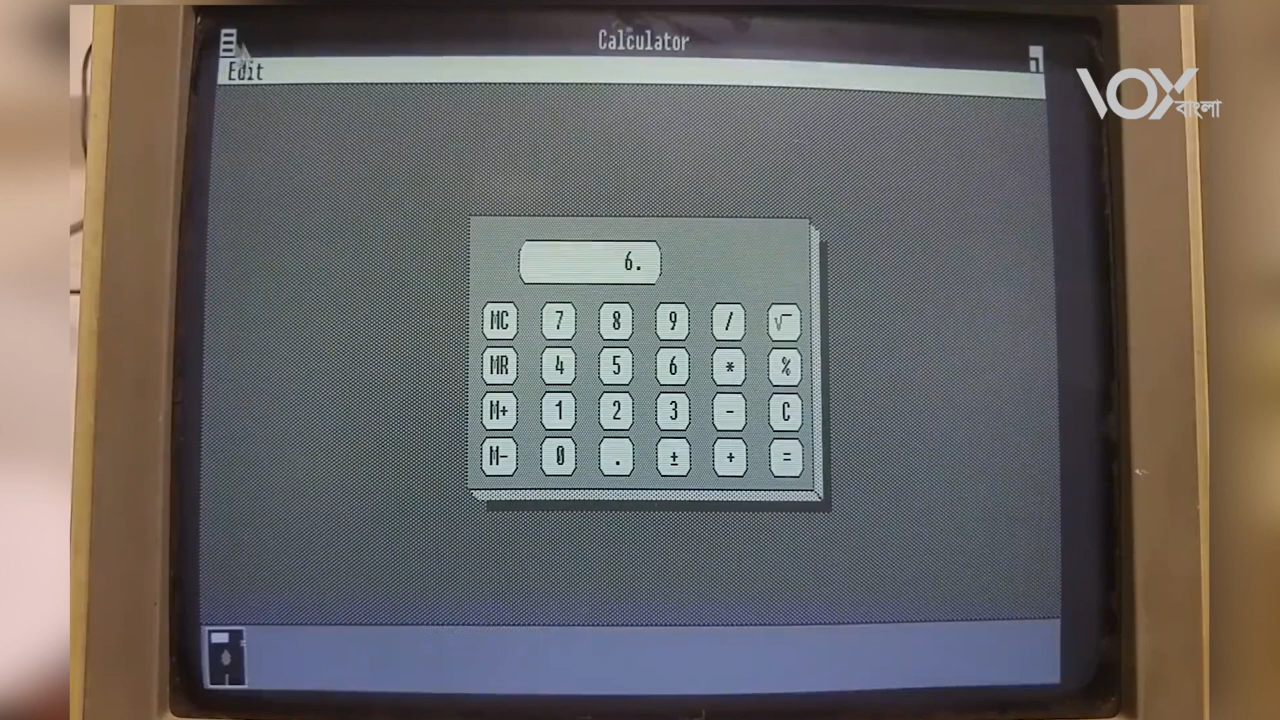 Calculator
Edit
VOX বাংলা
6.
MC 7 8 9 / √
MR 4 5 6 * %
M+ 1 2 3 - C
M- 0 . ± + =